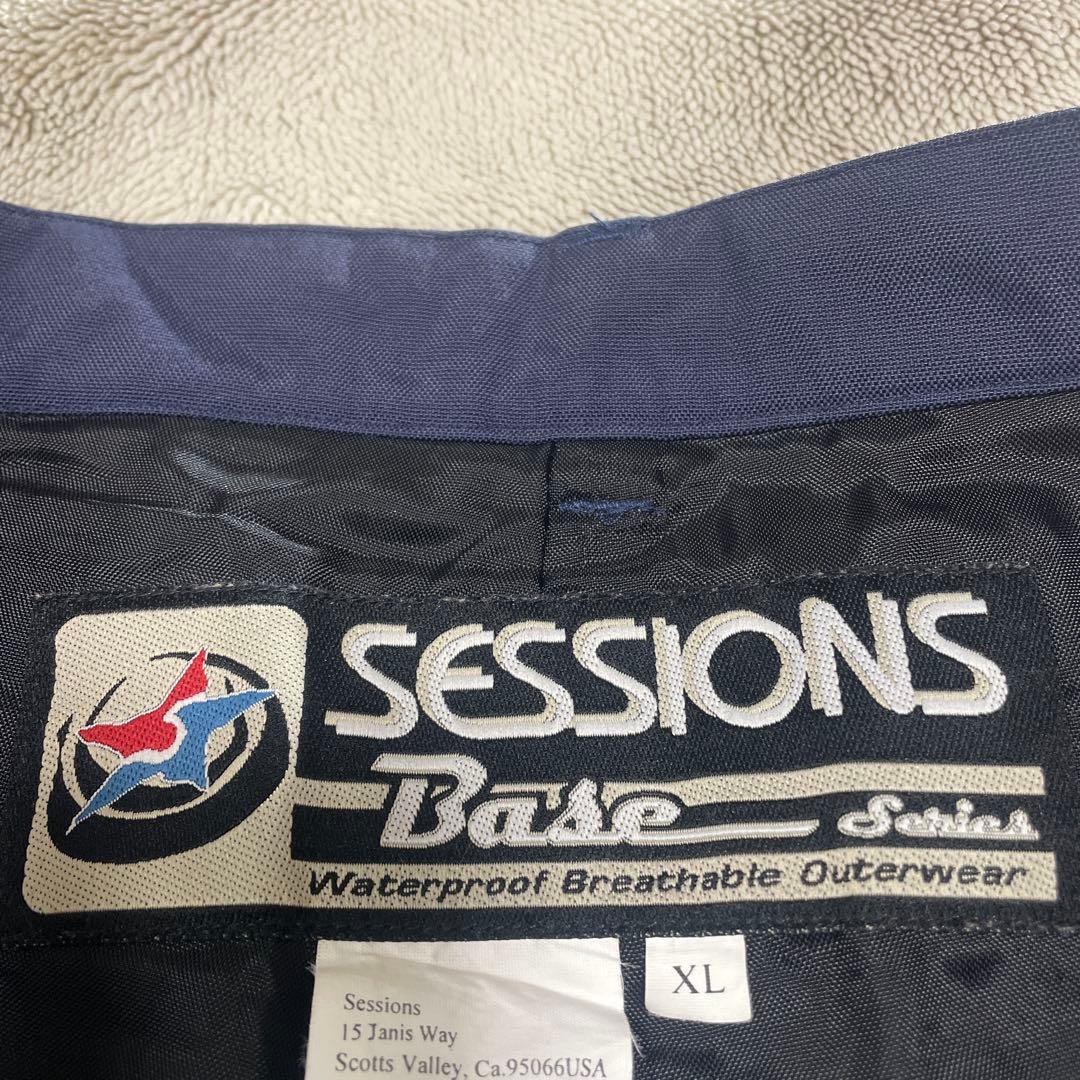 SESSIONS
Base Series
Waterproof Breathable Outerwear
Sessions
15 Janis Way
Scotts Valley, Ca.95066USA
XL